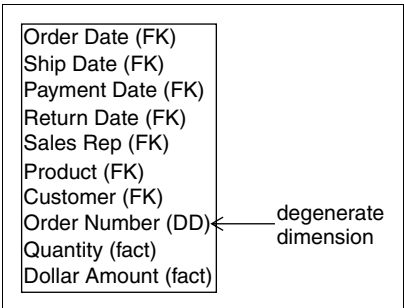 Order Date (FK)
Ship Date (FK)
Payment Date (FK)
Return Date (FK)
Sales Rep (FK)
Product (FK)
Customer (FK)
Order Number (DD)
Quantity (fact)
Dollar Amount (fact)
degenerate
dimension